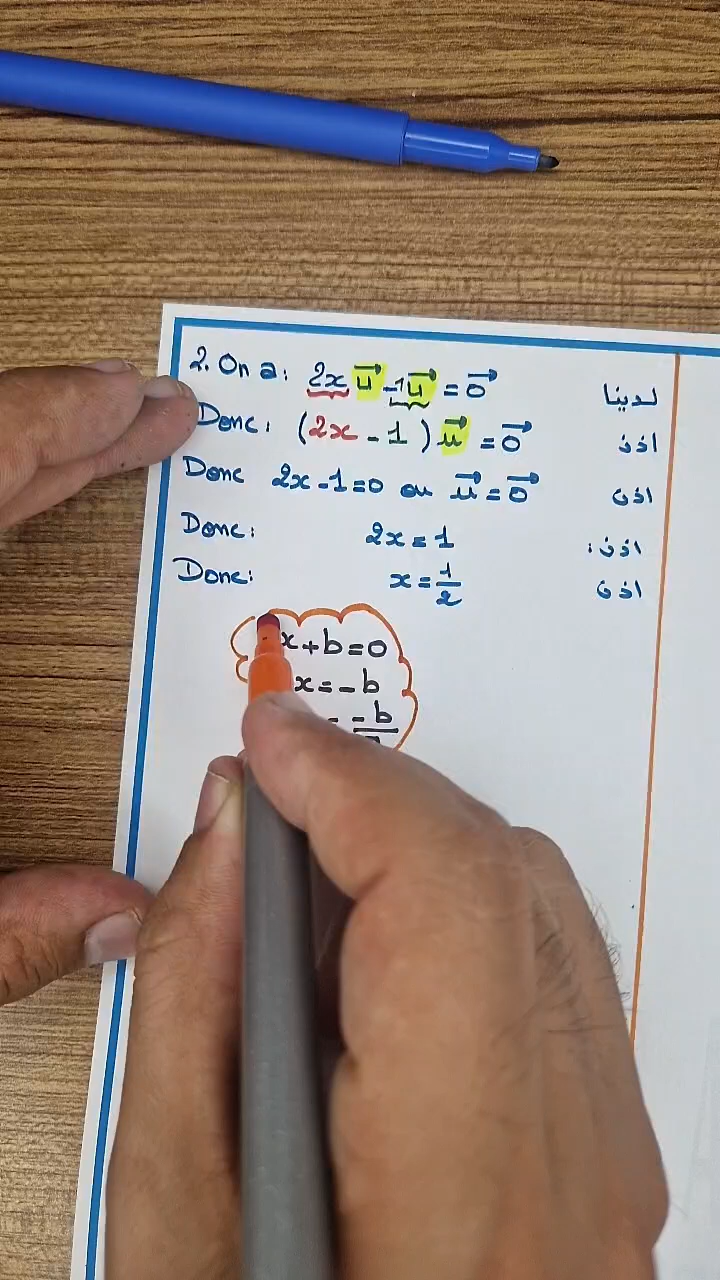 2. On a: 2x u⃗ -1u⃗ = 0⃗ لدينا
Donc: (2x - 1) u⃗ = 0⃗ اذن
Donc 2x-1=0 ou u⃗ = 0⃗ اذن
Donc: 2x = 1 اذن:
Donc: x = 1/2 اذن
x+b=0
x = -b
= -b